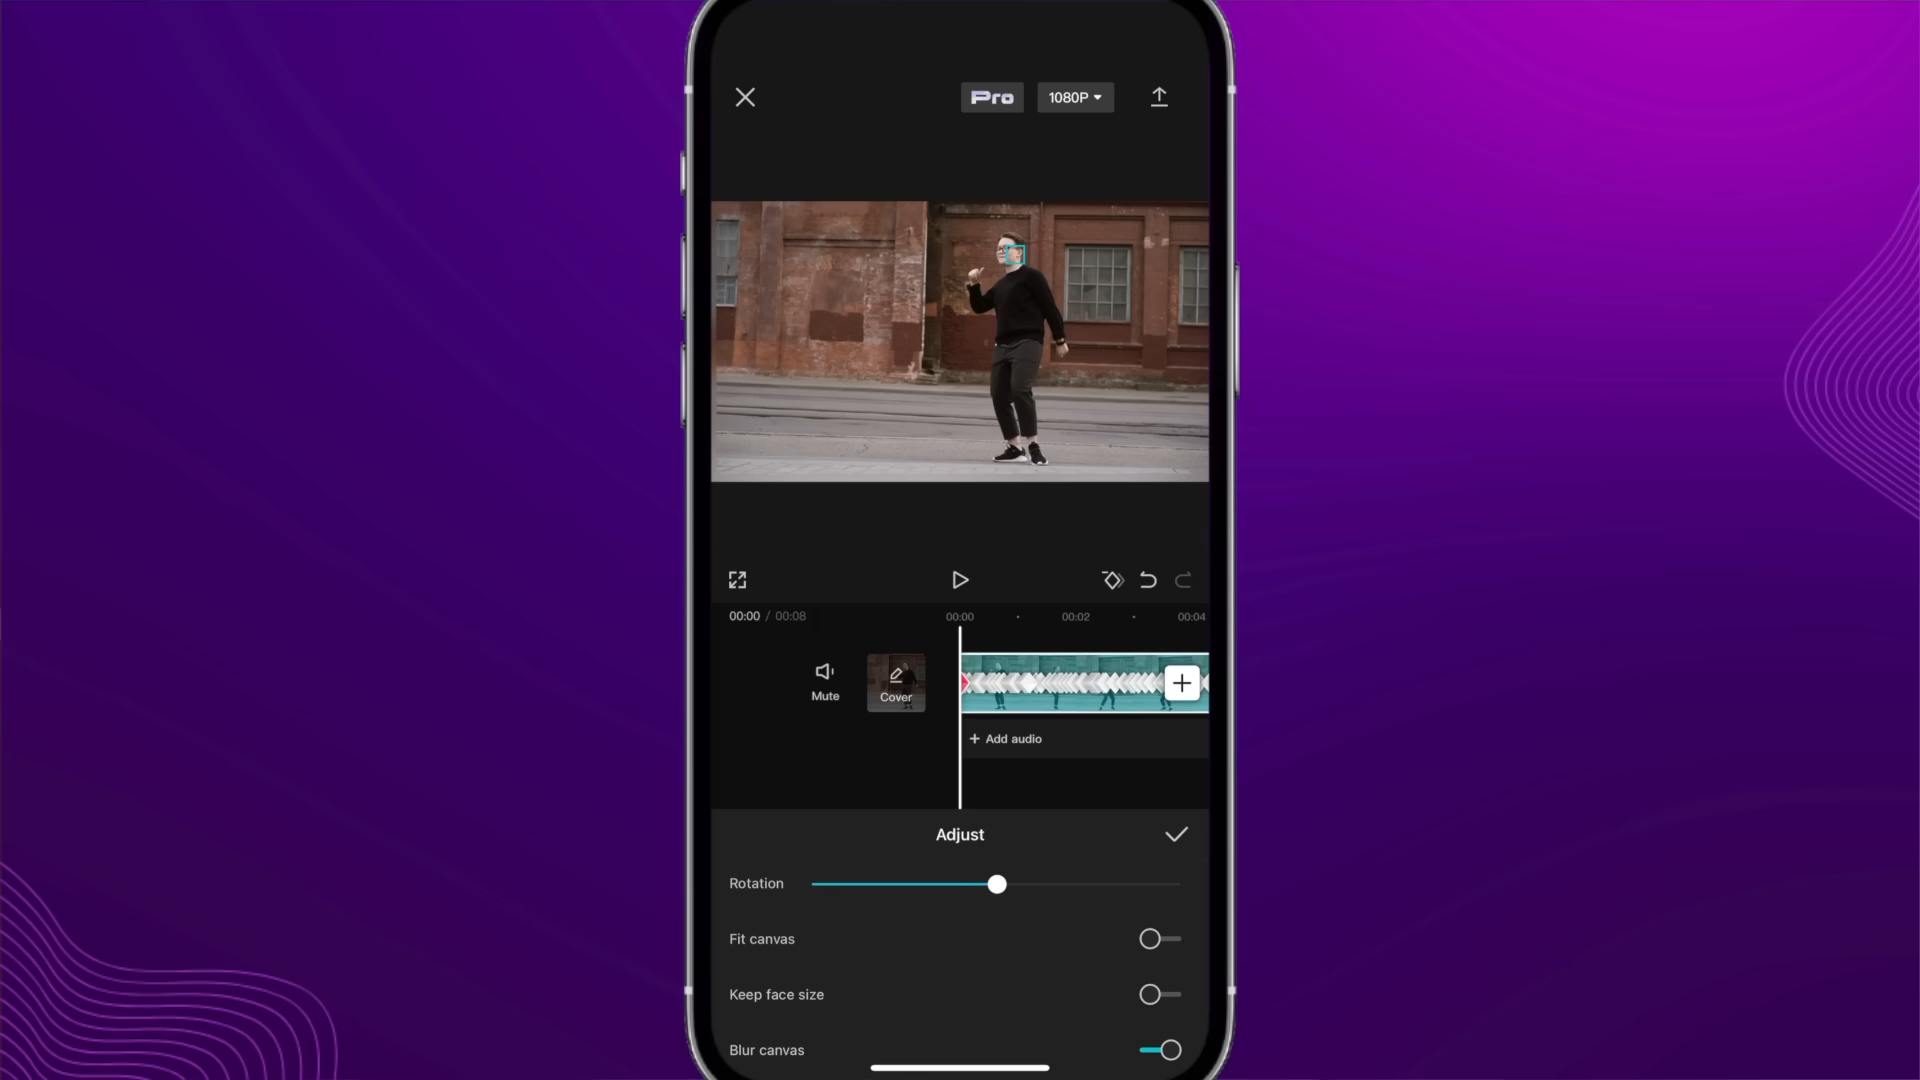 Pro 1080P
00:00 / 00:08 00:00 00:02 00:04
Mute
Cover
+ Add audio
Adjust
Rotation
Fit canvas
Keep face size
Blur canvas